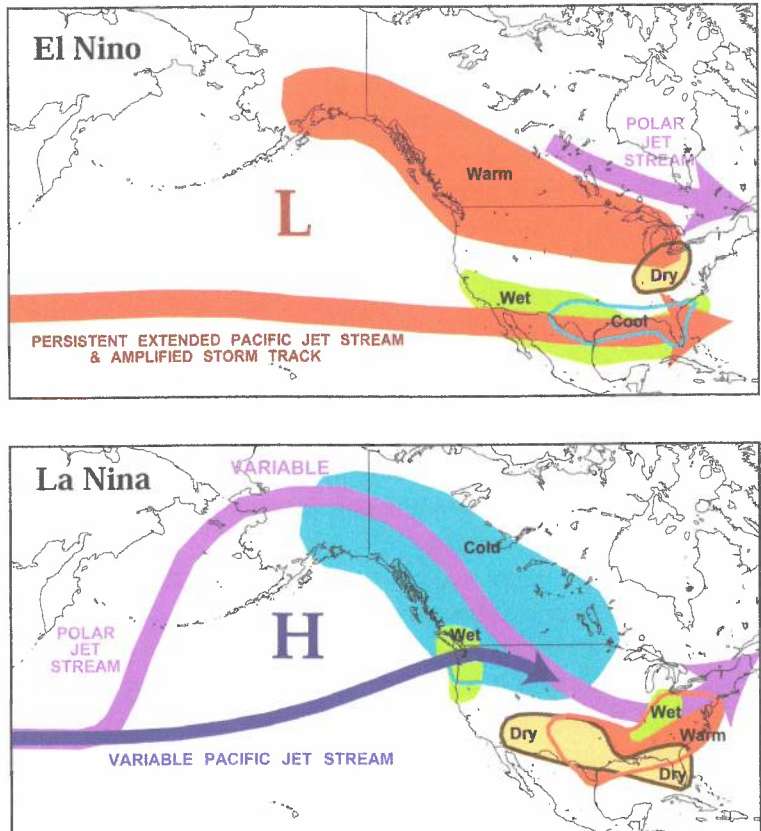 El Nino
POLAR
JET
STREAM
Warm
L
Dry
Wet
Cool
PERSISTENT EXTENDED PACIFIC JET STREAM
& AMPLIFIED STORM TRACK
La Nina
VARIABLE
Cold
POLAR
JET
STREAM
H
Wet
Wet
Dry
Warm
VARIABLE PACIFIC JET STREAM
Dry